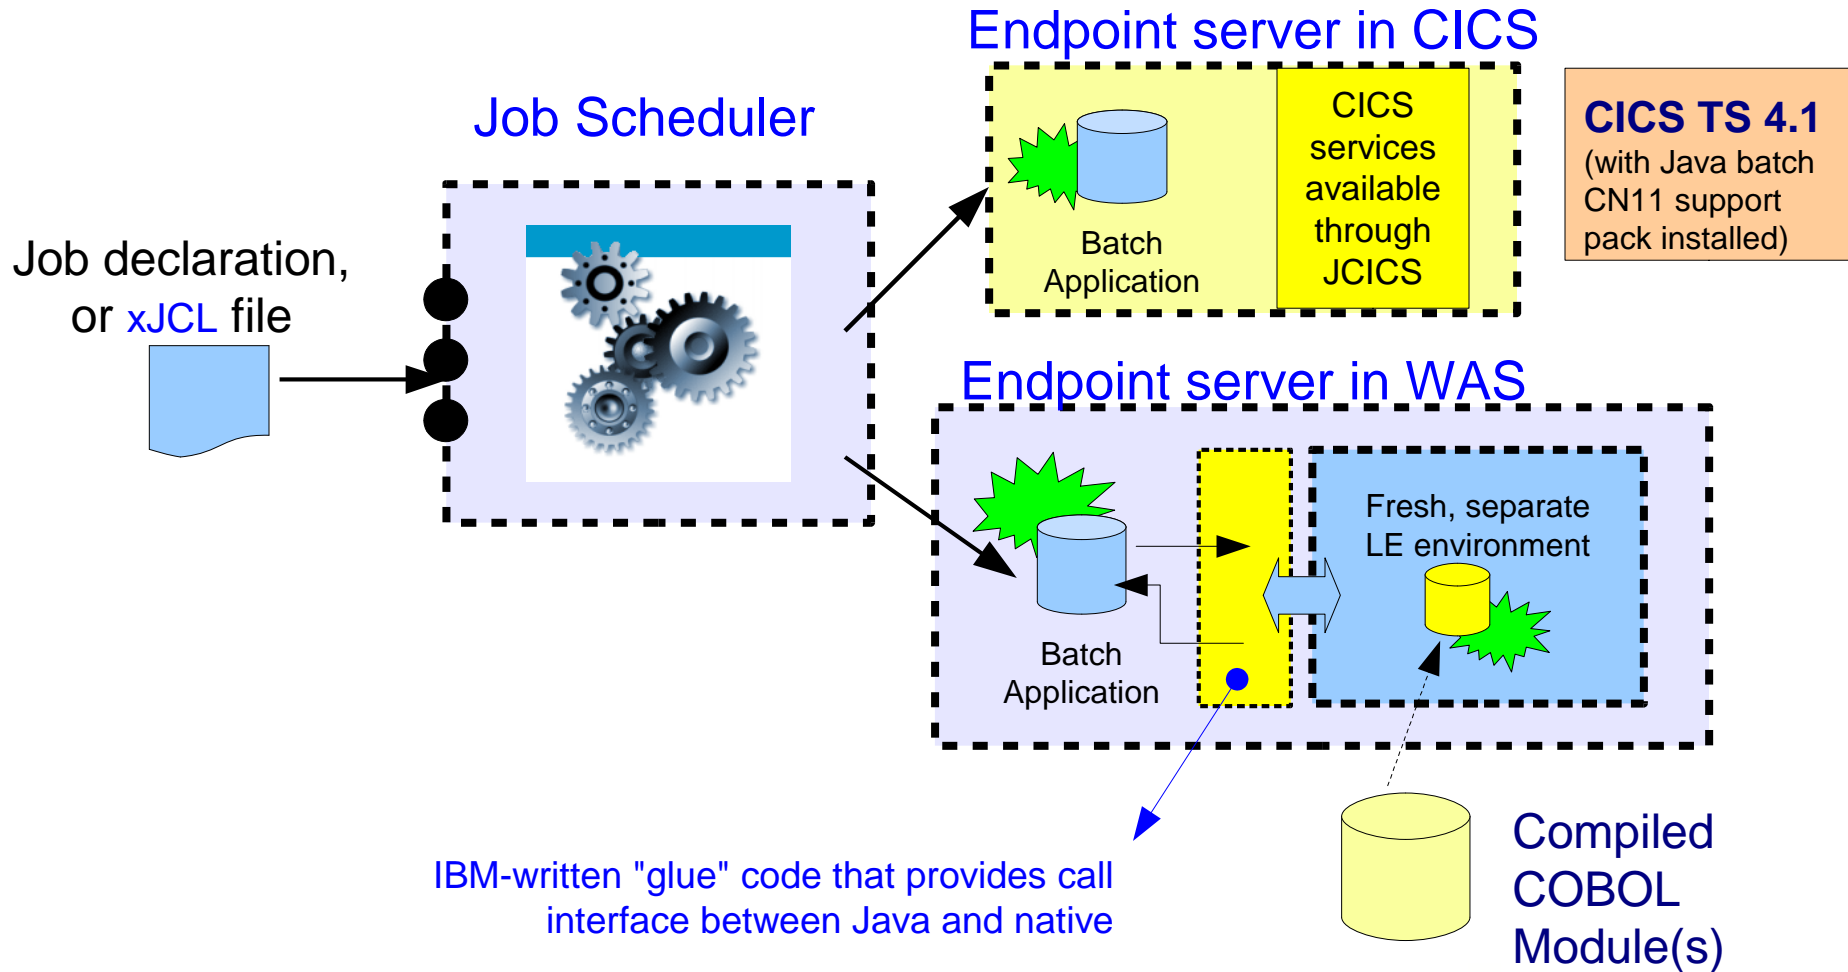 Endpoint server in CICS
Job Scheduler
CICS
services
available
through
JCICS
CICS TS 4.1
(with Java batch
CN11 support
pack installed)
Batch
Application
Job declaration,
or xJCL file
Endpoint server in WAS
Fresh, separate
LE environment
Batch
Application
IBM-written "glue" code that provides call
interface between Java and native
Compiled
COBOL
Module(s)